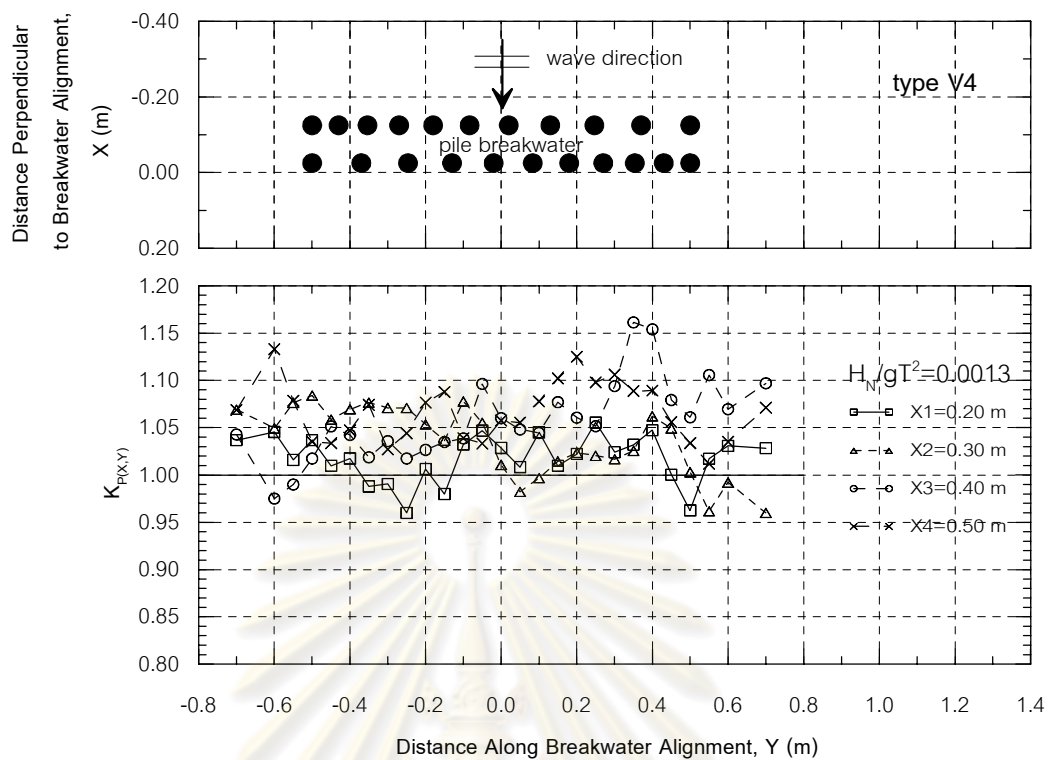 Distance Perpendicular
to Breakwater Alignment,
X (m)
-0.40
-0.20
0.00
0.20
wave direction
type V4
pile breakwater
K_P(X,Y)
1.20
1.15
1.10
1.05
1.00
0.95
0.90
0.85
0.80
H_N/gT²=0.0013
X1=0.20 m
X2=0.30 m
X3=0.40 m
X4=0.50 m
-0.8 -0.6 -0.4 -0.2 0.0 0.2 0.4 0.6 0.8 1.0 1.2 1.4
Distance Along Breakwater Alignment, Y (m)